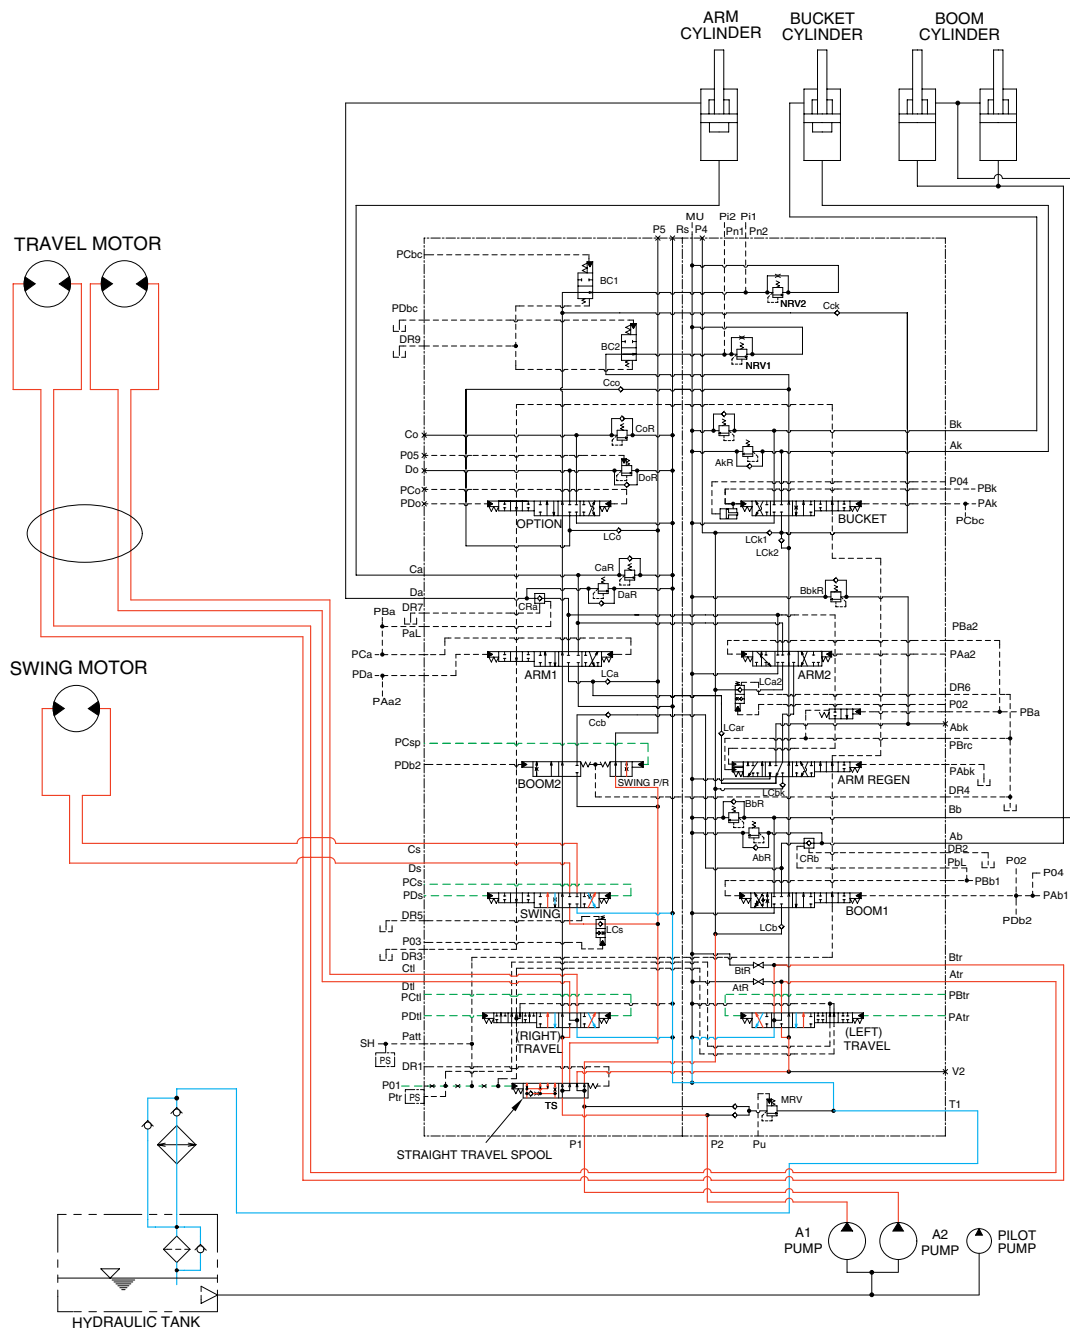 ARM
CYLINDER
BUCKET
CYLINDER
BOOM
CYLINDER
TRAVEL MOTOR
SWING MOTOR
P5
Rs
MU
P4
Pi2
Pn1
Pi1
Pn2
PCbc
BC1
NRV2
Cck
PDbc
DR9
BC2
NRV1
Cco
Co
CoR
P05
Do
DoR
PCo
PDo
OPTION
LCo
Bk
Ak
AkR
P04
PBk
PAk
PCbc
BUCKET
LCk1
LCk2
Ca
CaR
Da
DaR
DR7
CRa
PBa
PaL
PCa
PDa
PAa2
ARM1
LCa
BbkR
PBa2
PAa2
ARM2
LCa2
DR6
P02
PBa
Abk
PBrc
PAbk
DR4
Ccb
LCar
PCsp
PDb2
BOOM2
SWING P/R
ARM REGEN
LCbk
BbR
Bb
AbR
Ab
CRb
DR2
PbL
P02
P04
PBb1
PAb1
PDb2
BOOM1
LCb
Cs
Ds
PCs
PDs
SWING
DR5
LCs
P03
DR3
Ctl
Dtl
PCtl
PDtl
(RIGHT)
TRAVEL
BtR
AtR
Btr
Atr
PBtr
PAtr
(LEFT)
TRAVEL
Patt
SH
PS
DR1
P01
Ptr
PS
TS
V2
MRV
T1
STRAIGHT TRAVEL SPOOL
P1
P2
Pu
A1
PUMP
A2
PUMP
PILOT
PUMP
HYDRAULIC TANK